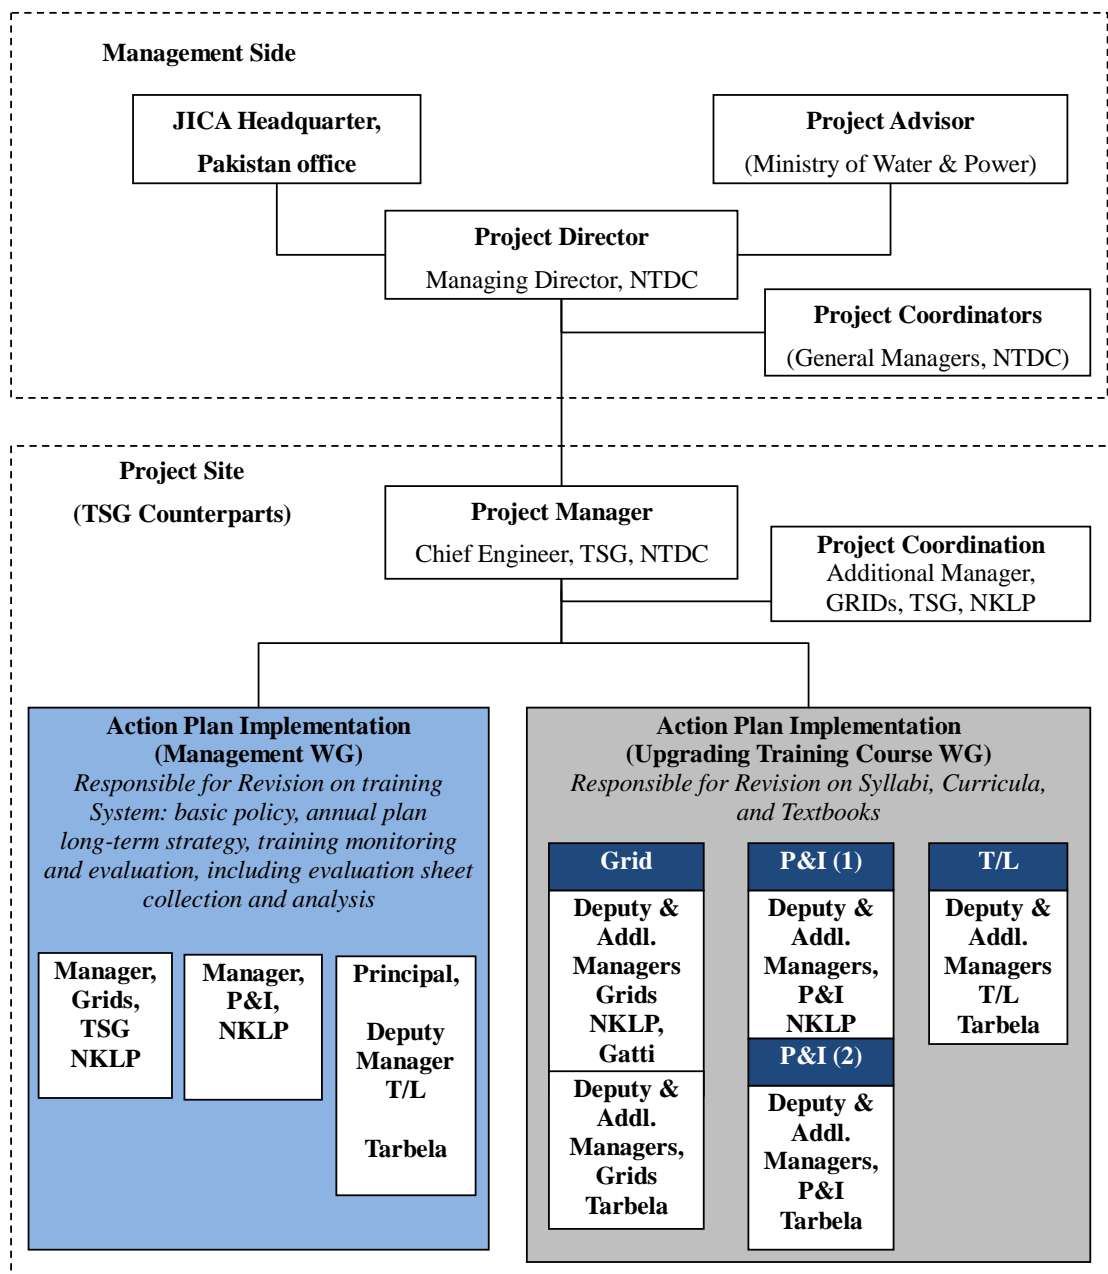 Management Side
JICA Headquarter,
Pakistan office
Project Advisor
(Ministry of Water & Power)
Project Director
Managing Director, NTDC
Project Coordinators
(General Managers, NTDC)
Project Site
(TSG Counterparts)
Project Manager
Chief Engineer, TSG, NTDC
Project Coordination
Additional Manager,
GRIDs, TSG, NKLP
Action Plan Implementation
(Management WG)
Responsible for Revision on training
System: basic policy, annual plan
long-term strategy, training monitoring
and evaluation, including evaluation sheet
collection and analysis
Manager,
Grids,
TSG
NKLP
Manager,
P&I,
NKLP
Principal,
Deputy
Manager
T/L
Tarbela
Action Plan Implementation
(Upgrading Training Course WG)
Responsible for Revision on Syllabi, Curricula,
and Textbooks
Grid
Deputy &
Addl.
Managers
Grids
NKLP,
Gatti
Deputy &
Addl.
Managers,
Grids
Tarbela
P&I (1)
Deputy &
Addl.
Managers,
P&I
NKLP
P&I (2)
Deputy &
Addl.
Managers,
P&I
Tarbela
T/L
Deputy &
Addl.
Managers
T/L
Tarbela